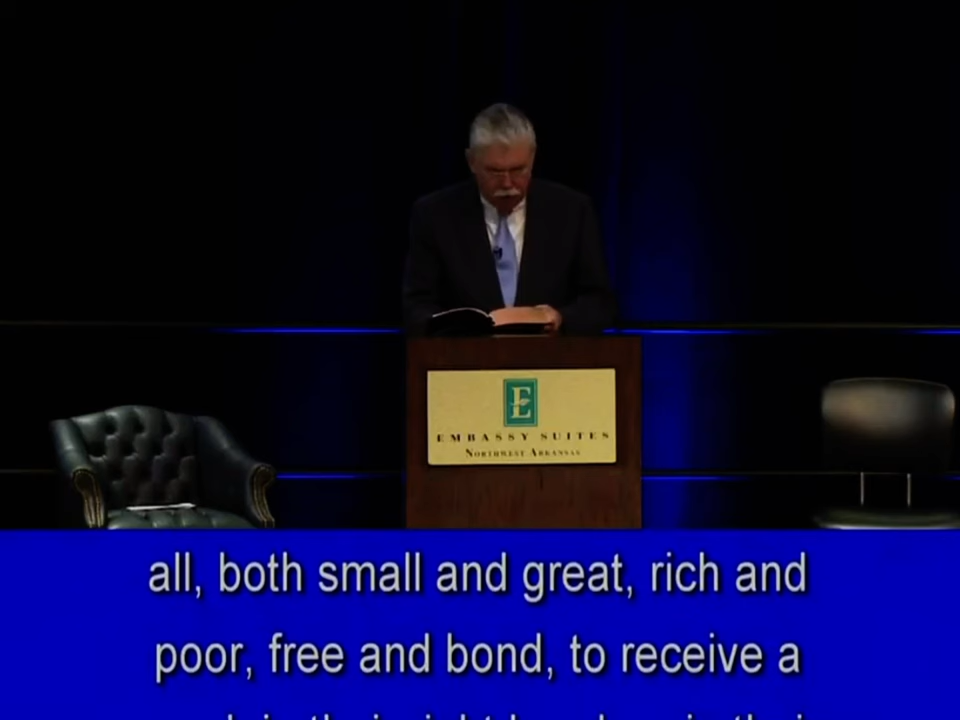 E
EMBASSY SUITES
NORTHWEST ARKANSAS
all, both small and great, rich and
poor, free and bond, to receive a